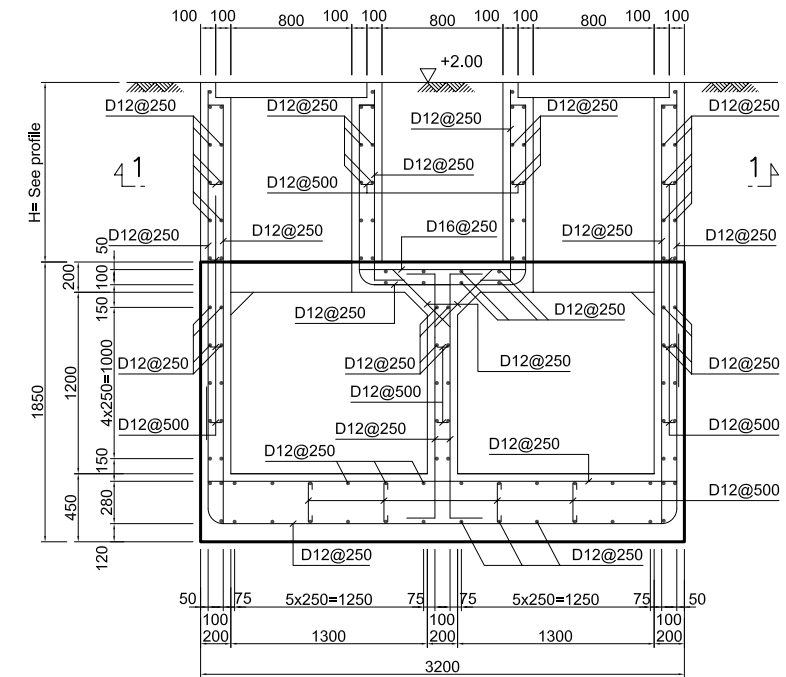 100 100 100 100 100 100
800 800 800
+2.00
D12@250 D12@250 D12@250 D12@250
D12@250
1 1
D12@250
D12@500
H= See profile
D12@250 D12@250 D16@250 D12@250 D12@250
50
200
100
150
D12@250 D12@250
D12@250 D12@250 D12@250 D12@250
1850
1200
4x250=1000
D12@500 D12@500 D12@500
D12@250
D12@250 D12@250
150
450
280
D12@500
120
D12@250 D12@250
50 75 5x250=1250 75 75 5x250=1250 75 50
100 100 100
200 1300 200 1300 200
3200